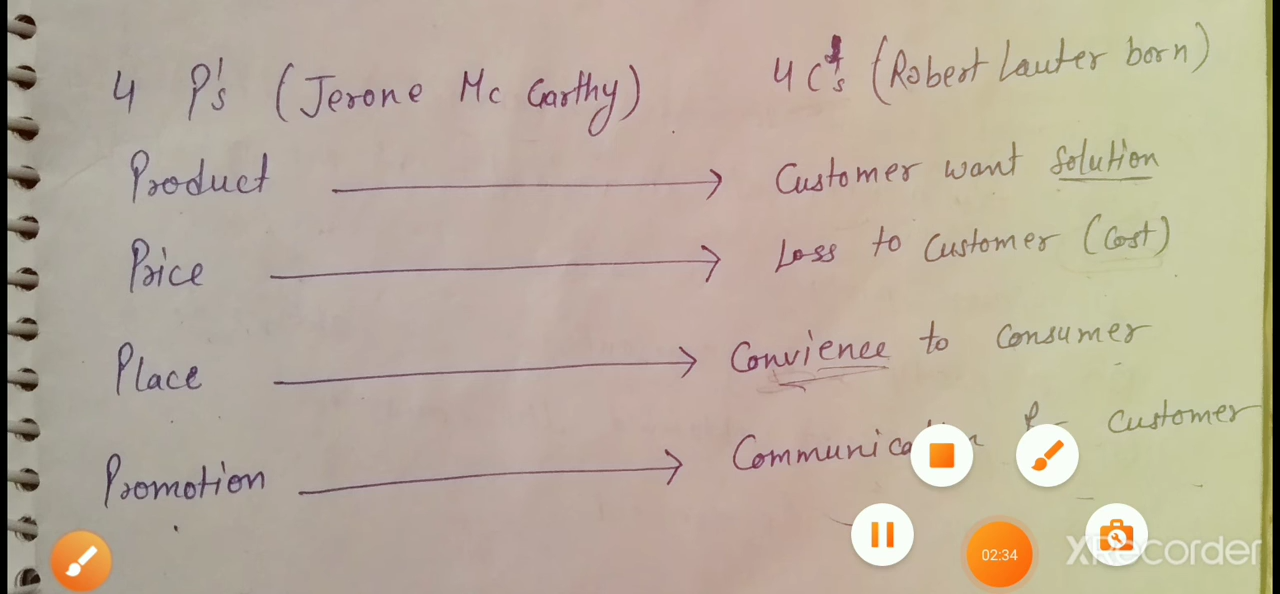 4 P's (Jerone Mc Carthy) 4 C's (Robert Lauter born)
Product → Customer want Solution
Price → Loss to Customer (Cost)
Place → Convience to Consumer
Promotion → Customer
02:34
XRecorder